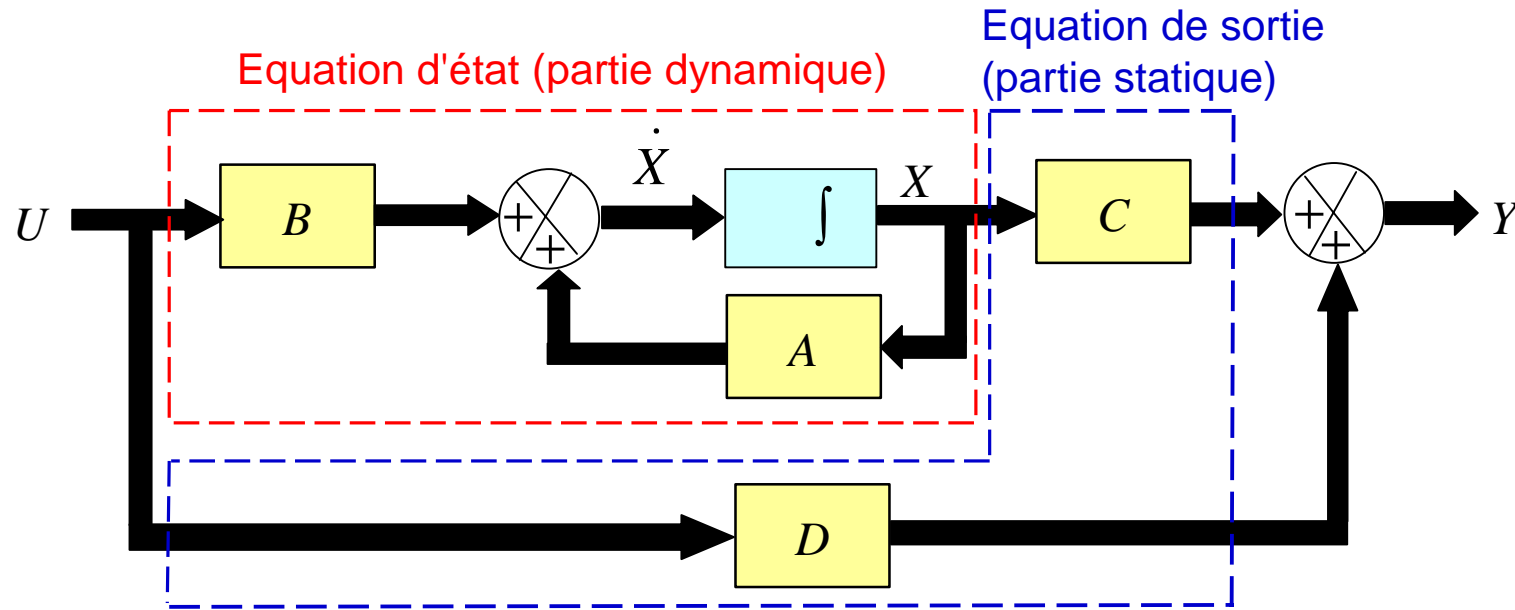 Equation de sortie
(partie statique)
Equation d'état (partie dynamique)
U
B
+
+
Ẋ
∫
X
A
C
+
+
Y
D